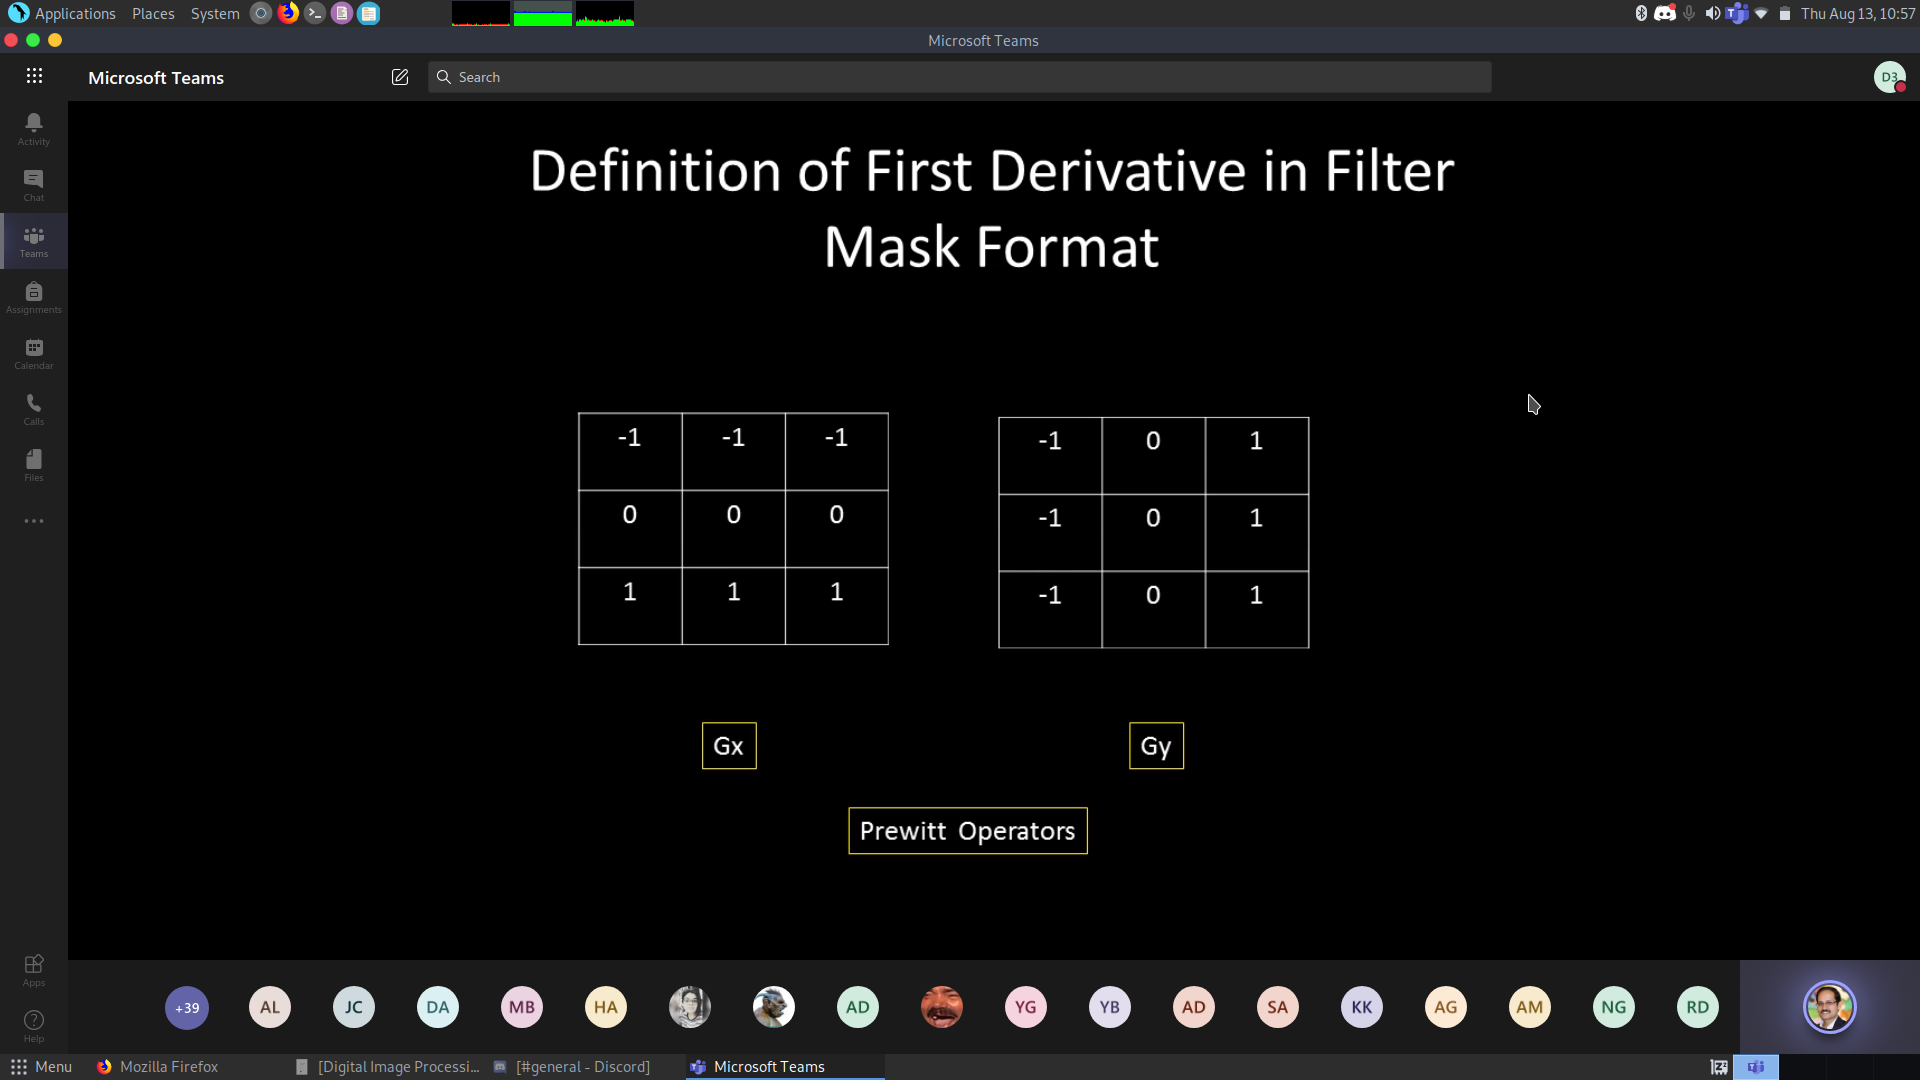 Applications Places System Thu Aug 13, 10:57
Microsoft Teams
Microsoft Teams Search D3
Activity
Chat
Teams
Assignments
Calendar
Calls
Files
Apps
Help
Definition of First Derivative in Filter
Mask Format
-1 -1 -1
0 0 0
1 1 1
-1 0 1
-1 0 1
-1 0 1
Gx Gy
Prewitt Operators
+39 AL JC DA MB HA AD YG YB AD SA KK AG AM NG RD
Menu Mozilla Firefox [Digital Image Processi... [#general - Discord] Microsoft Teams